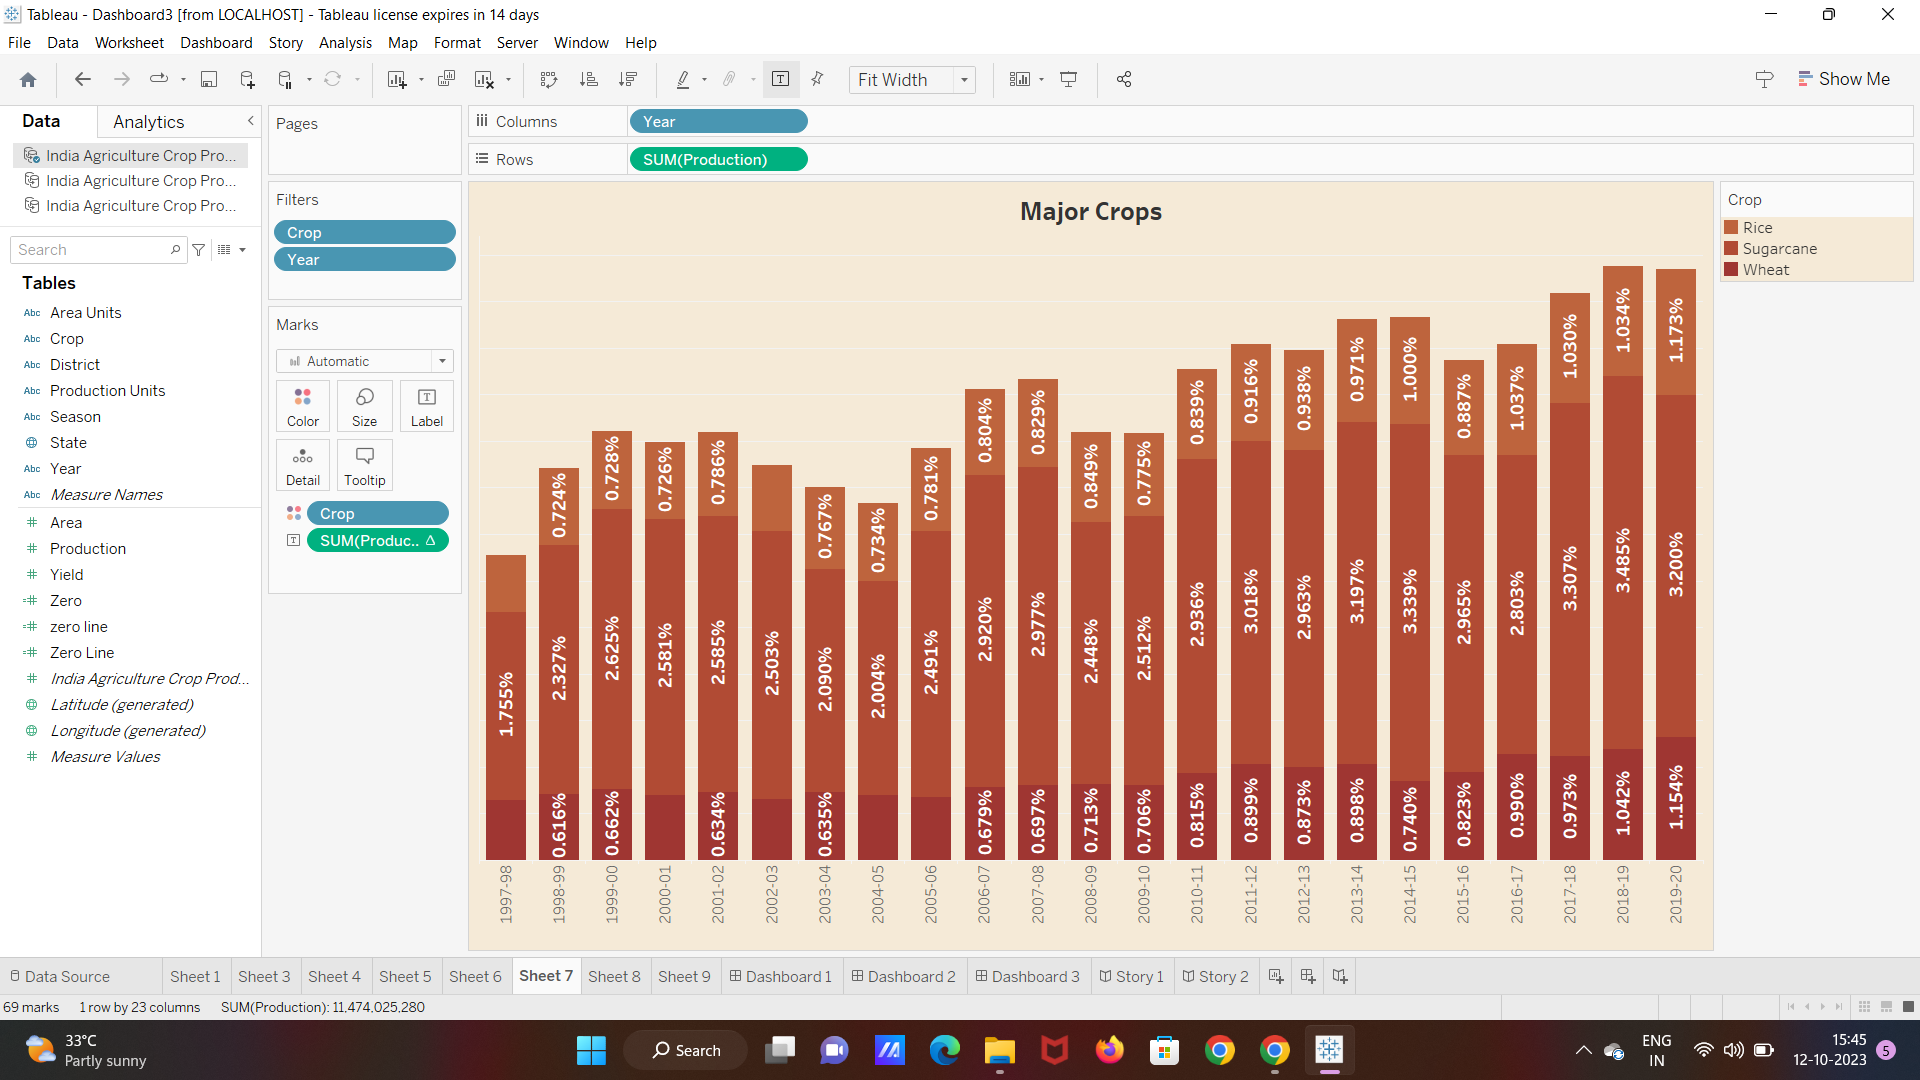 Tableau - Dashboard3 [from LOCALHOST] - Tableau license expires in 14 days
File Data Worksheet Dashboard Story Analysis Map Format Server Window Help
Fit Width
Show Me
Data Analytics
India Agriculture Crop Pro...
India Agriculture Crop Pro...
India Agriculture Crop Pro...
Search
Tables
Abc Area Units
Abc Crop
Abc District
Abc Production Units
Abc Season
State
Abc Year
Abc Measure Names
# Area
# Production
# Yield
=# Zero
=# zero line
=# Zero Line
# India Agriculture Crop Prod...
Latitude (generated)
Longitude (generated)
# Measure Values
Pages
Filters
Crop
Year
Marks
Automatic
Color Size Label
Detail Tooltip
Crop
SUM(Produc.. Δ
Columns Year
Rows SUM(Production)
Major Crops
1.755%
0.724% 2.327% 0.616%
0.728% 2.625% 0.662%
0.726% 2.581%
0.786% 2.585% 0.634%
2.503%
0.767% 2.090% 0.635%
0.734% 2.004%
0.781% 2.491%
0.804% 2.920% 0.679%
0.829% 2.977% 0.697%
0.849% 2.448% 0.713%
0.775% 2.512% 0.706%
0.839% 2.936% 0.815%
0.916% 3.018% 0.899%
0.938% 2.963% 0.873%
0.971% 3.197% 0.898%
1.000% 3.339% 0.740%
0.887% 2.965% 0.823%
1.037% 2.803% 0.990%
1.030% 3.307% 0.973%
1.034% 3.485% 1.042%
1.173% 3.200% 1.154%
1997-98 1998-99 1999-00 2000-01 2001-02 2002-03 2003-04 2004-05 2005-06 2006-07 2007-08 2008-09 2009-10 2010-11 2011-12 2012-13 2013-14 2014-15 2015-16 2016-17 2017-18 2018-19 2019-20
Crop
Rice
Sugarcane
Wheat
Data Source Sheet 1 Sheet 3 Sheet 4 Sheet 5 Sheet 6 Sheet 7 Sheet 8 Sheet 9 Dashboard 1 Dashboard 2 Dashboard 3 Story 1 Story 2
69 marks 1 row by 23 columns SUM(Production): 11,474,025,280
33°C
Partly sunny
Search
ENG
IN
15:45
12-10-2023
5